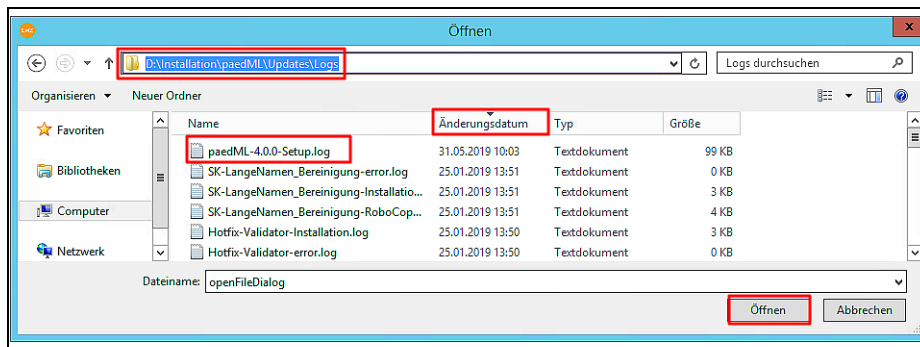 LMZ
Öffnen
x
D:\Installation\paedML\Updates\Logs
Logs durchsuchen
Organisieren
Neuer Ordner
Favoriten
Bibliotheken
Computer
Netzwerk
Name Änderungsdatum Typ Größe
paedML-4.0.0-Setup.log 31.05.2019 10:03 Textdokument 99 KB
SK-LangeNamen_Bereinigung-error.log 25.01.2019 13:51 Textdokument 0 KB
SK-LangeNamen_Bereinigung-Installatio... 25.01.2019 13:51 Textdokument 3 KB
SK-LangeNamen_Bereinigung-RoboCop... 25.01.2019 13:51 Textdokument 4 KB
Hotfix-Validator-Installation.log 25.01.2019 13:50 Textdokument 3 KB
Hotfix-Validator-error.log 25.01.2019 13:50 Textdokument 0 KB
Dateiname: openFileDialog
Öffnen Abbrechen